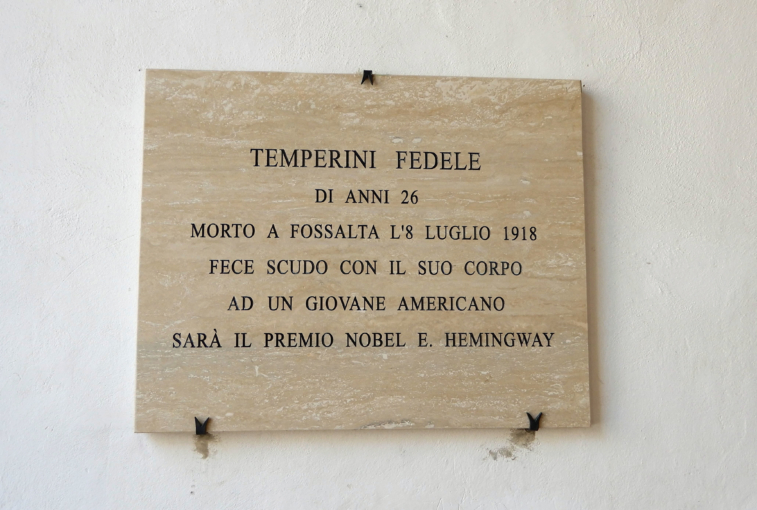 TEMPERINI FEDELE
DI ANNI 26
MORTO A FOSSALTA L'8 LUGLIO 1918
FECE SCUDO CON IL SUO CORPO
AD UN GIOVANE AMERICANO
SARÀ IL PREMIO NOBEL E. HEMINGWAY